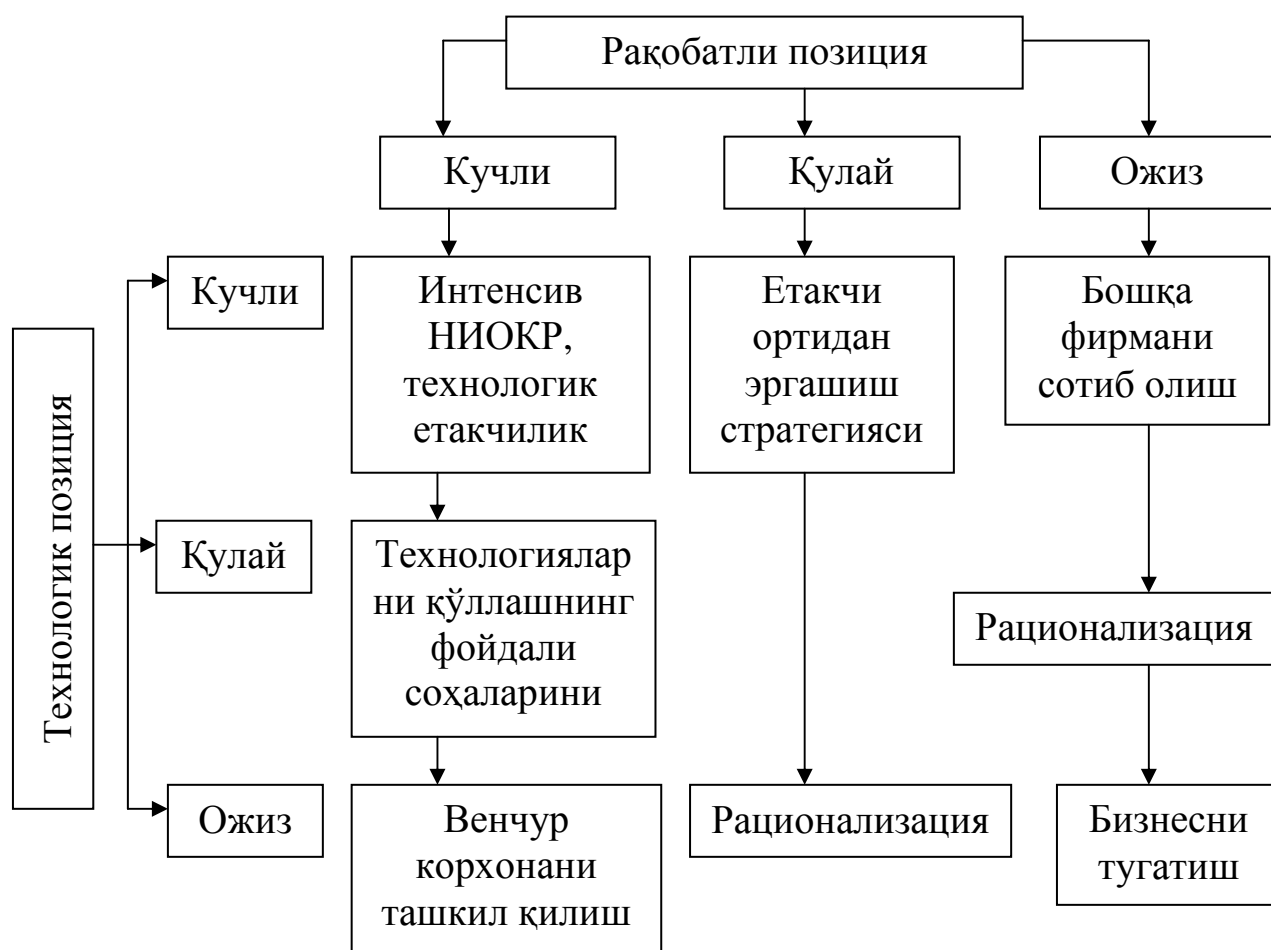 Рақобатли позиция
Кучли
Қулай
Ожиз
Технологик позиция
Кучли
Интенсив
НИОКР,
технологик
етакчилик
Етакчи
ортидан
эргашиш
стратегияси
Бошқа
фирмани
сотиб олиш
Қулай
Технологиялар
ни қўллашнинг
фойдали
соҳаларини
Рационализация
Ожиз
Венчур
корхонани
ташкил қилиш
Рационализация
Бизнесни
тугатиш